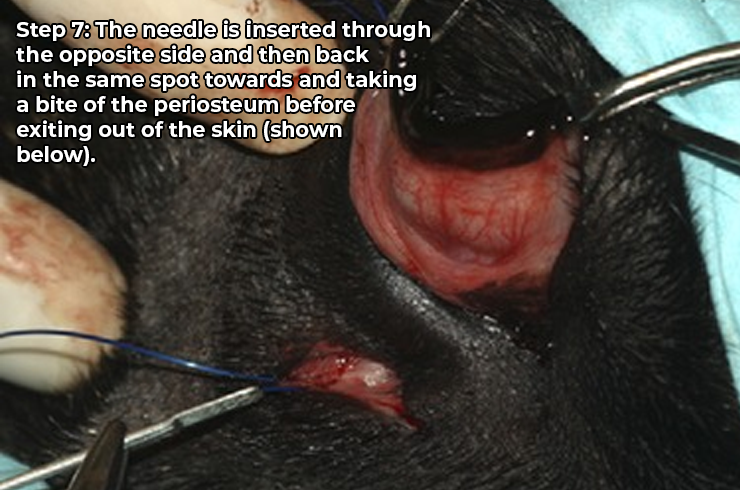 Step 7: The needle is inserted through
the opposite side and then back
in the same spot towards and taking
a bite of the periosteum before
exiting out of the skin (shown
below).